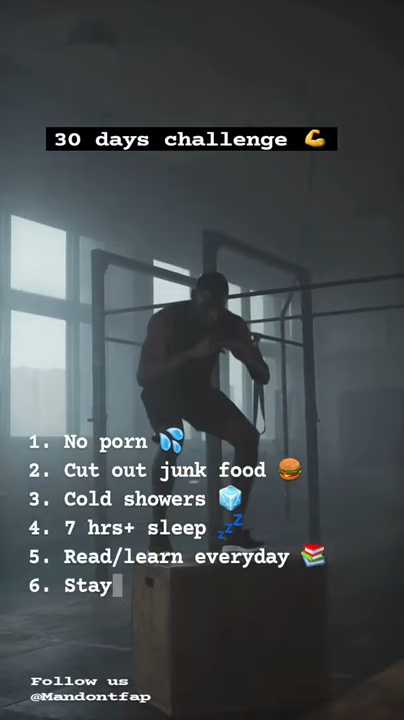 30 days challenge 💪
1. No porn 💦
2. Cut out junk food 🍔
3. Cold showers 🧊
4. 7 hrs+ sleep 💤
5. Read/learn everyday 📚
6. Stay
Follow us
@Mandontfap